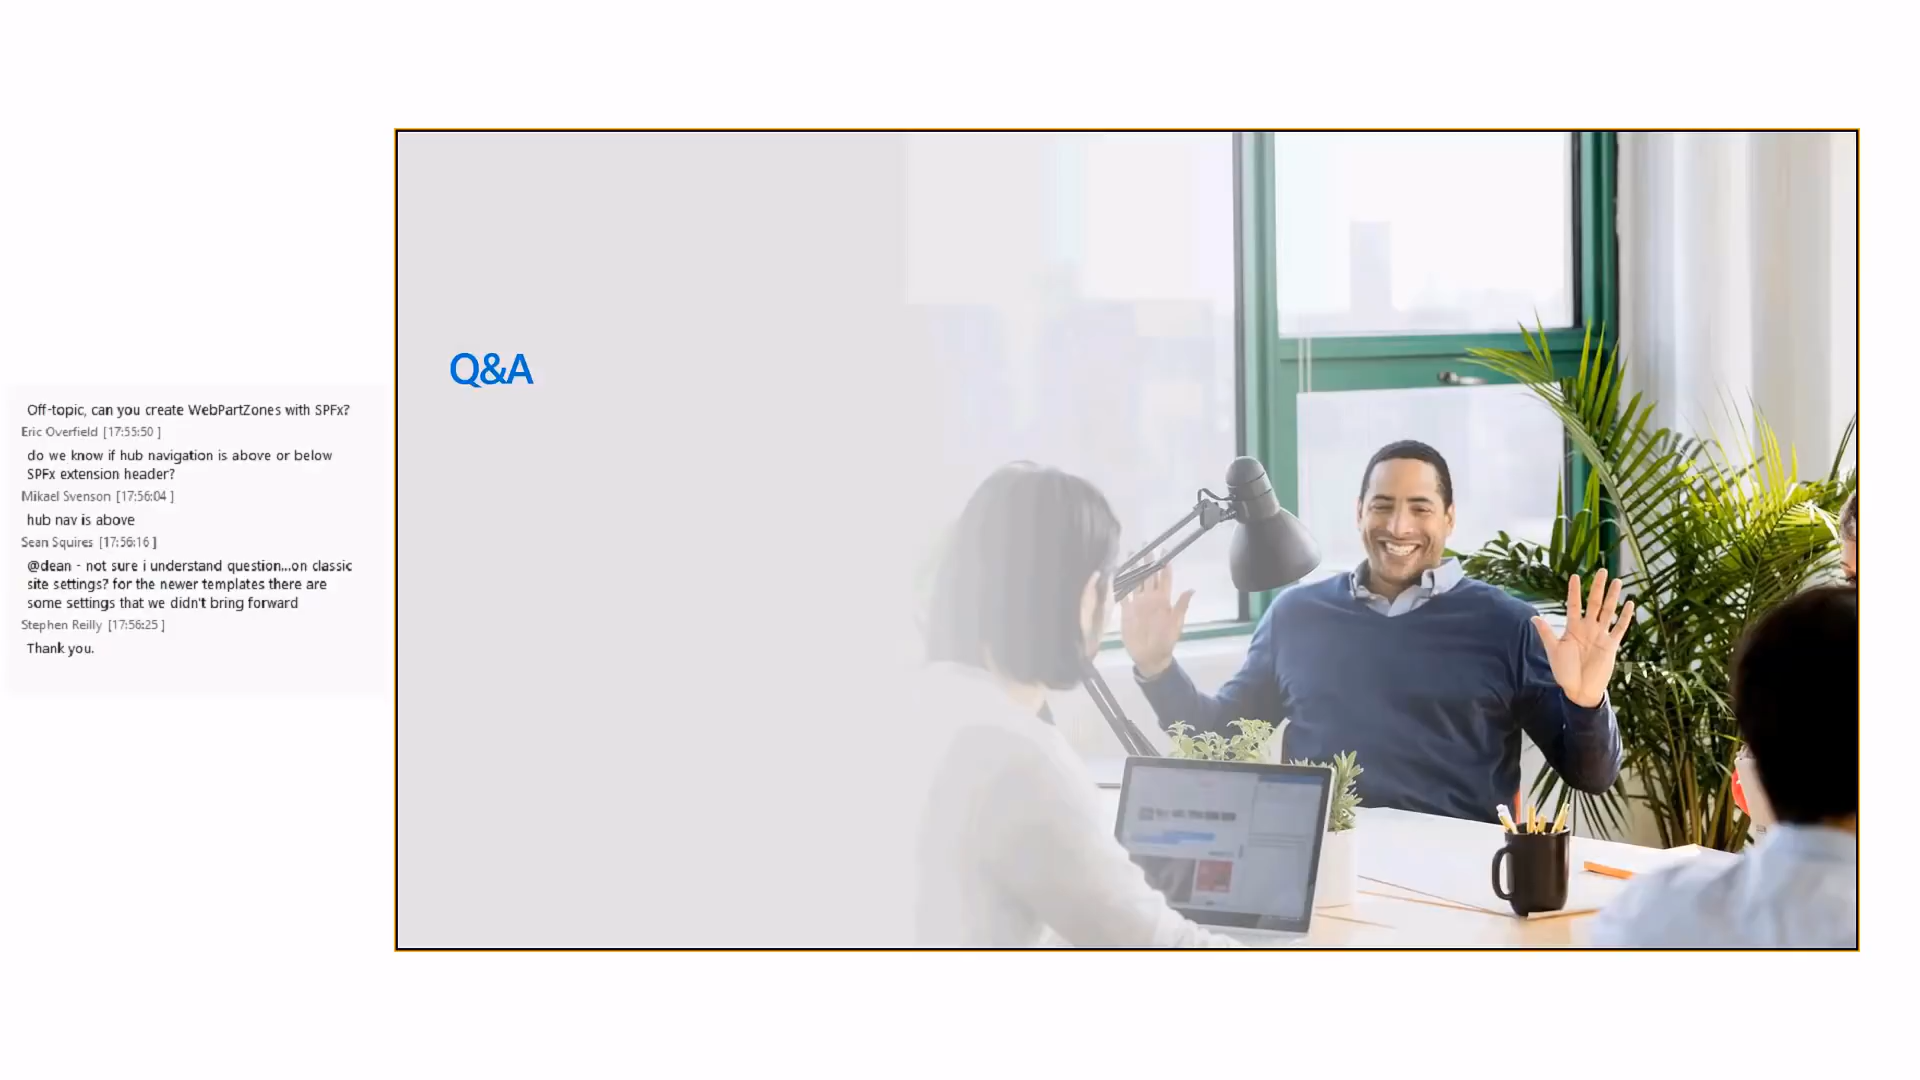 Off-topic, can you create WebPartZones with SPFx?
Eric Overfield [17:55:50 ]
do we know if hub navigation is above or below
SPFx extension header?
Mikael Svenson [17:56:04 ]
hub nav is above
Sean Squires [17:56:16 ]
@dean - not sure i understand question...on classic
site settings? for the newer templates there are
some settings that we didn't bring forward
Stephen Reilly [17:56:25 ]
Thank you.
Q&A